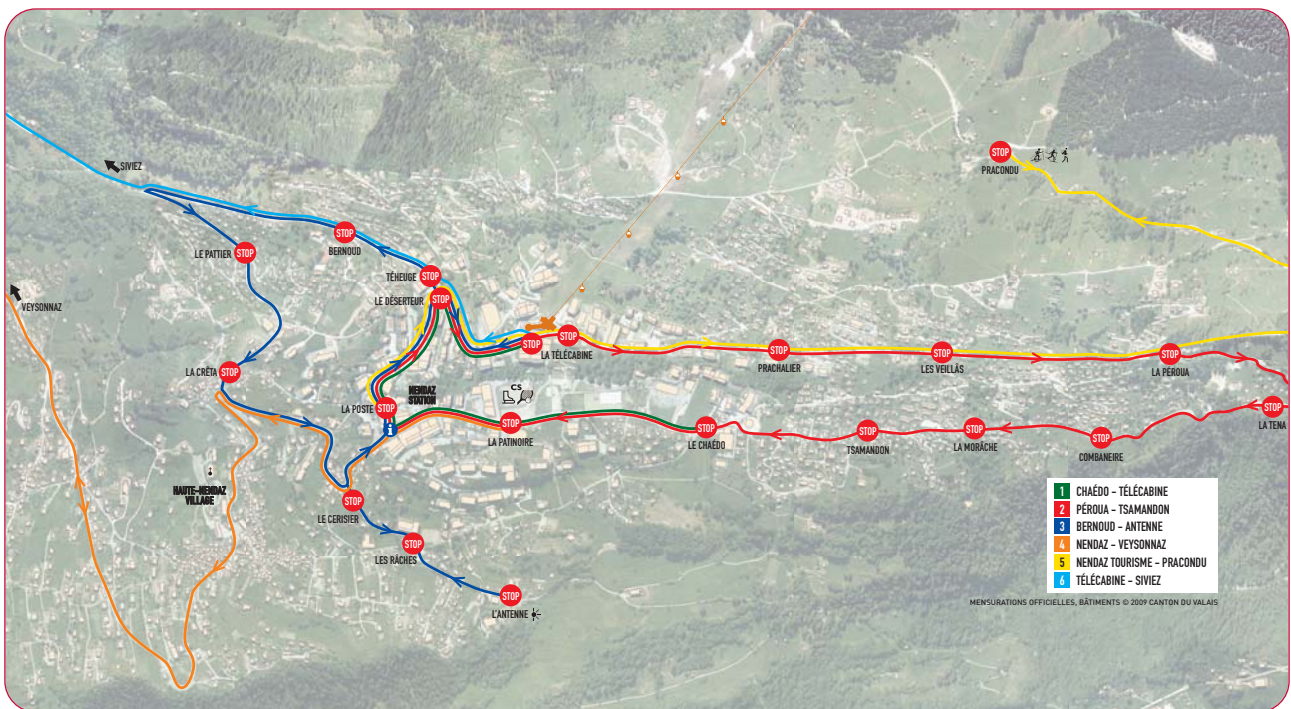 STOP
PRACONDU
SIVIEZ
STOP
BERNOUD
LE PATTIER
STOP
TÉHEUGE
STOP
VEYSONNAZ
LE DÉSERTEUR
STOP
STOP
STOP
LA TÉLÉCABINE
STOP
PRACHALIER
STOP
LES VEILLÁS
STOP
LA PÉROUA
LA CRÊTA
STOP
NENDAZ
STATION
CS
LA POSTE
STOP
i
STOP
LA PATINOIRE
STOP
LE CHAÉDO
STOP
TSAMANDON
STOP
LA MORÂCHE
STOP
COMBANEIRE
STOP
LA TENA
HAUTE-NENDAZ
VILLAGE
STOP
LE CERISIER
STOP
LES RÂCHES
STOP
L'ANTENNE
1 CHAÉDO – TÉLÉCABINE
2 PÉROUA – TSAMANDON
3 BERNOUD – ANTENNE
4 NENDAZ – VEYSONNAZ
5 NENDAZ TOURISME – PRACONDU
6 TÉLÉCABINE – SIVIEZ
MENSURATIONS OFFICIELLES, BÂTIMENTS © 2009 CANTON DU VALAIS